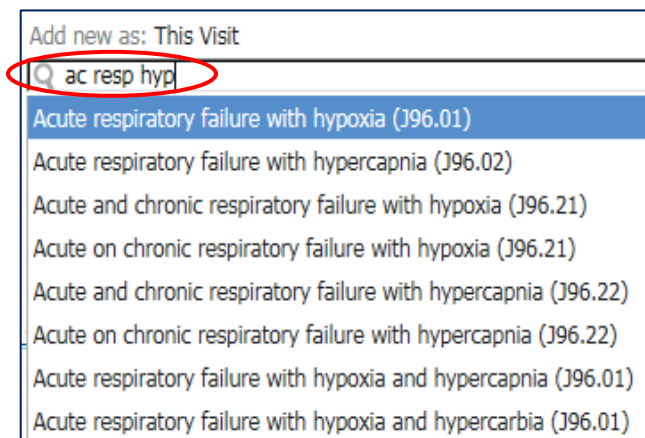 Add new as: This Visit
ac resp hyp
Acute respiratory failure with hypoxia (J96.01)
Acute respiratory failure with hypercapnia (J96.02)
Acute and chronic respiratory failure with hypoxia (J96.21)
Acute on chronic respiratory failure with hypoxia (J96.21)
Acute and chronic respiratory failure with hypercapnia (J96.22)
Acute on chronic respiratory failure with hypercapnia (J96.22)
Acute respiratory failure with hypoxia and hypercapnia (J96.01)
Acute respiratory failure with hypoxia and hypercarbia (J96.01)